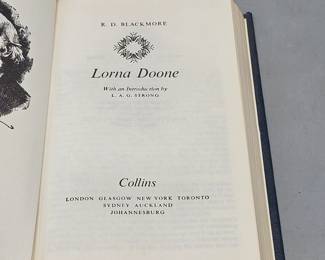 R. D. BLACKMORE
Lorna Doone
With an Introduction by
L. A. G. STRONG
Collins
LONDON GLASGOW NEW YORK TORONTO
SYDNEY AUCKLAND
JOHANNESBURG